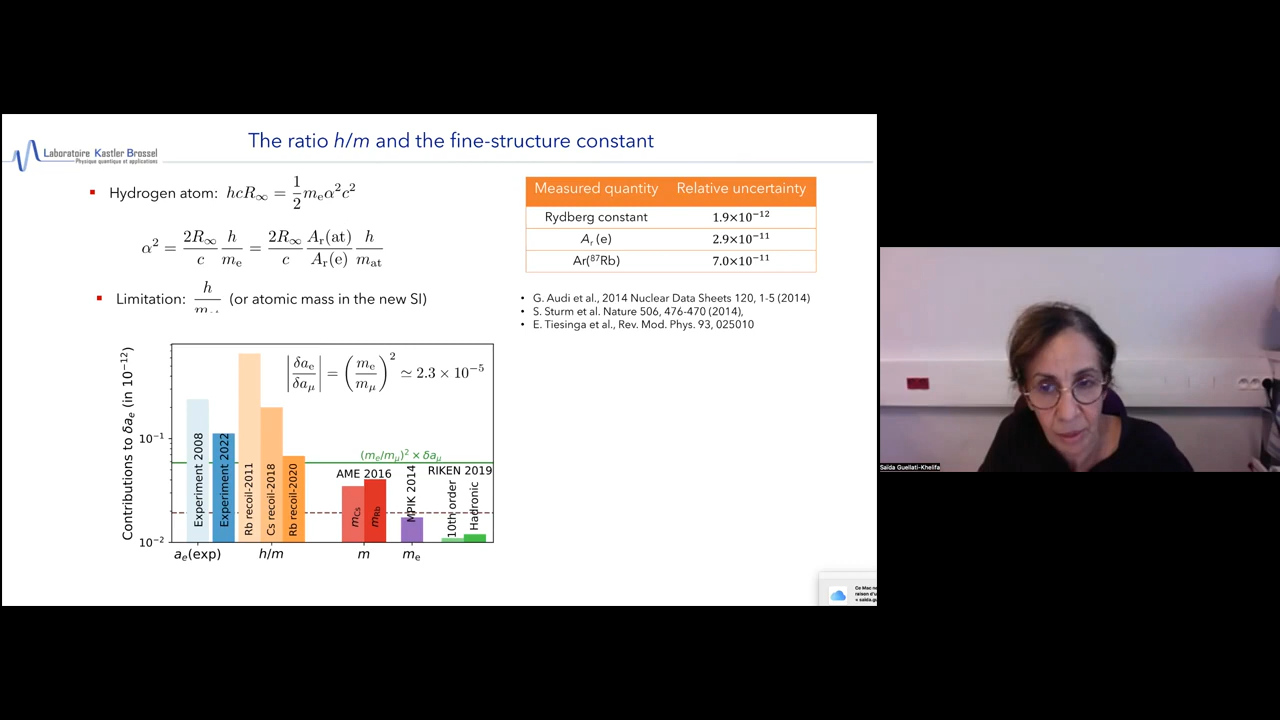 The ratio h/m and the fine-structure constant
Laboratoire Kastler Brossel
Physique quantique et applications
Hydrogen atom: hcR∞ = 1/2 mₑα²c²
α² = 2R∞/c h/mₑ = 2R∞/c Aᵣ(at)/Aᵣ(e) h/m_at
Limitation: h/m (or atomic mass in the new SI)
Measured quantity Relative uncertainty
Rydberg constant 1.9×10⁻¹²
Aᵣ (e) 2.9×10⁻¹¹
Ar(⁸⁷Rb) 7.0×10⁻¹¹
• G. Audi et al., 2014 Nuclear Data Sheets 120, 1-5 (2014)
• S. Sturm et al. Nature 506, 476-470 (2014),
• E. Tiesinga et al., Rev. Mod. Phys. 93, 025010
Contributions to δaₑ (in 10⁻¹²)
|δaₑ/δa_μ| = (mₑ/m_μ)² ≃ 2.3 × 10⁻⁵
10⁻¹
10⁻²
(mₑ/m_μ)² × δa_μ
Experiment 2008
Experiment 2022
Rb recoil-2011
Cs recoil-2018
Rb recoil-2020
AME 2016
m_Cs
m_Rb
MPIK 2014
RIKEN 2019
10th order
Hadronic
aₑ(exp)
h/m
m
mₑ
Ce Mac ne
raison d'u
« saida.gu
Saïda Guellati-Khelifa